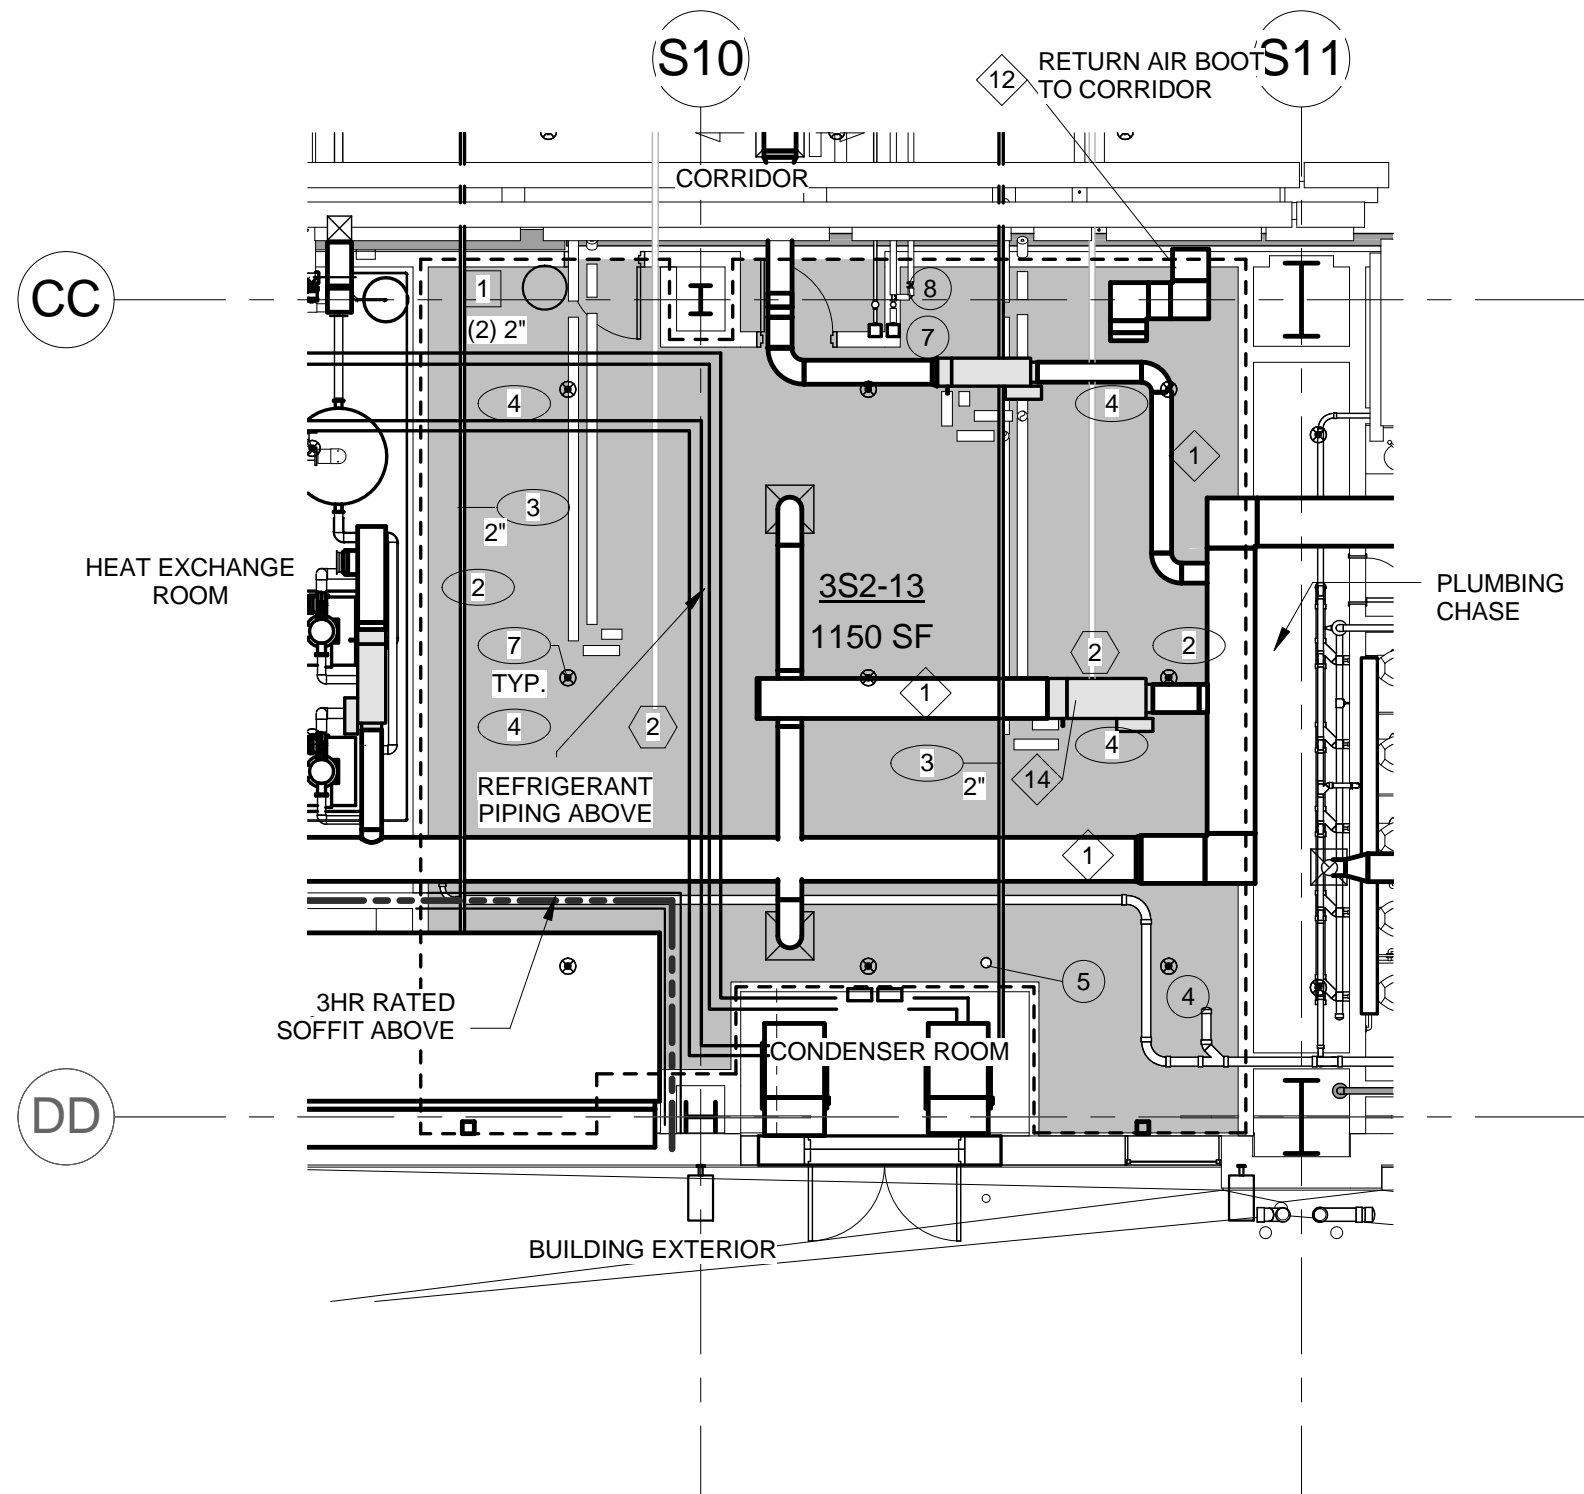 S10
S11
12
RETURN AIR BOOT
TO CORRIDOR
CORRIDOR
CC
1
(2) 2"
8
7
4
4
1
3
2"
HEAT EXCHANGE
ROOM
2
3S2-13
1150 SF
PLUMBING
CHASE
7
TYP.
2
2
4
2
1
REFRIGERANT
PIPING ABOVE
3
2"
14
4
1
3HR RATED
SOFFIT ABOVE
5
4
CONDENSER ROOM
DD
BUILDING EXTERIOR